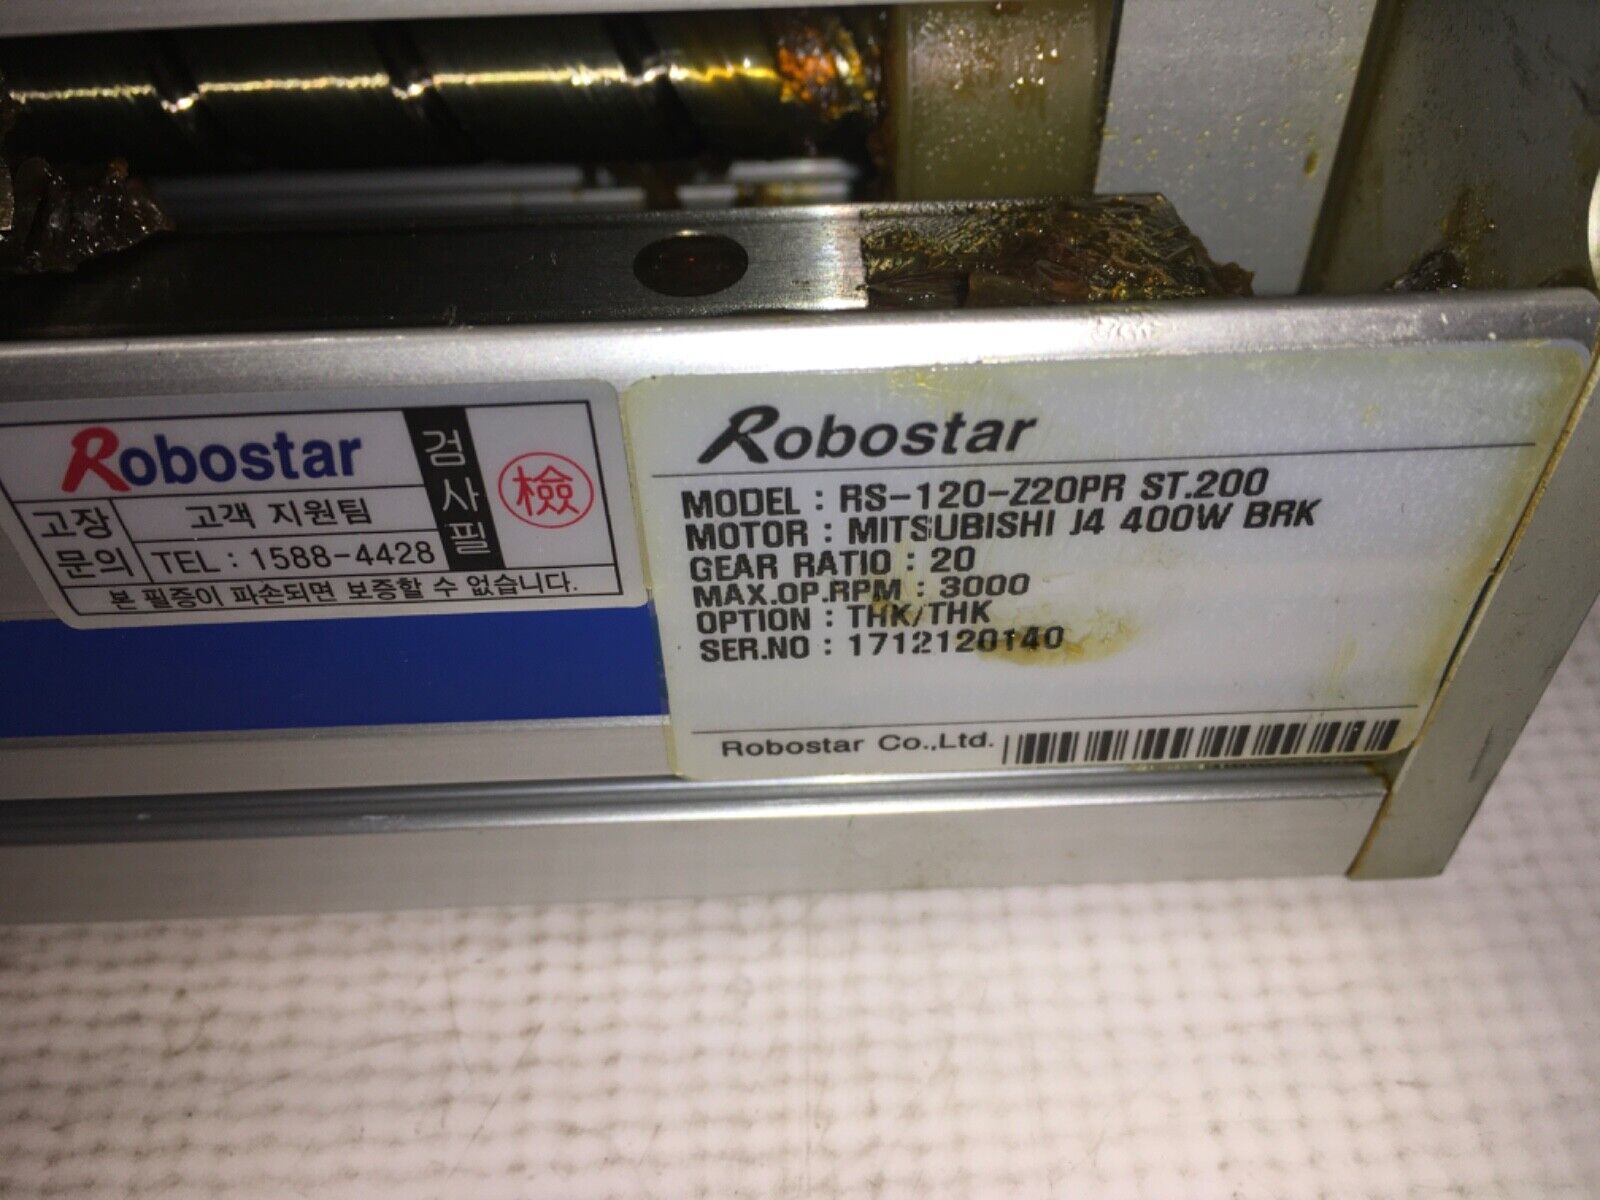 Robostar
검사필
檢
고장 문의
고객 지원팀
TEL : 1588-4428
본 필증이 파손되면 보증할 수 없습니다.
Robostar
MODEL : RS-120-Z20PR ST.200
MOTOR : MITSUBISHI J4 400W BRK
GEAR RATIO : 20
MAX.OP.RPM : 3000
OPTION : THK/THK
SER.NO : 1712120140
Robostar Co.,Ltd.